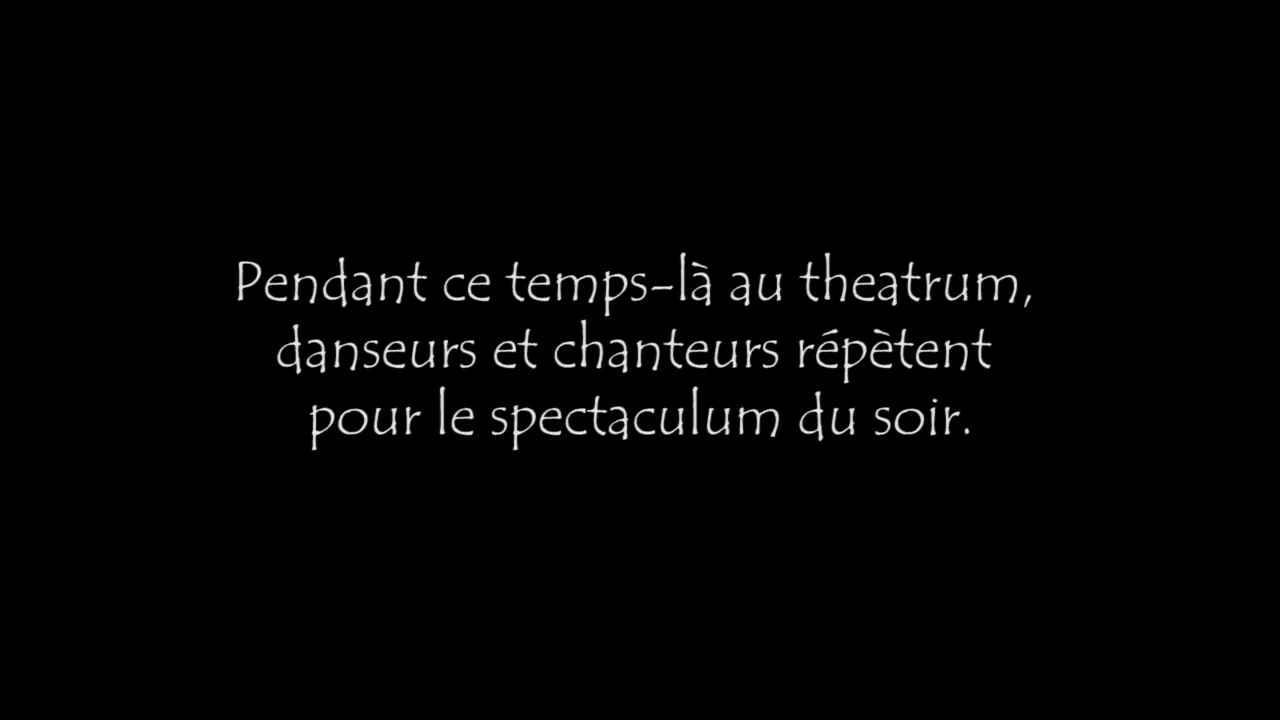 Pendant ce temps-là au theatrum,
danseurs et chanteurs répètent
pour le spectaculum du soir.